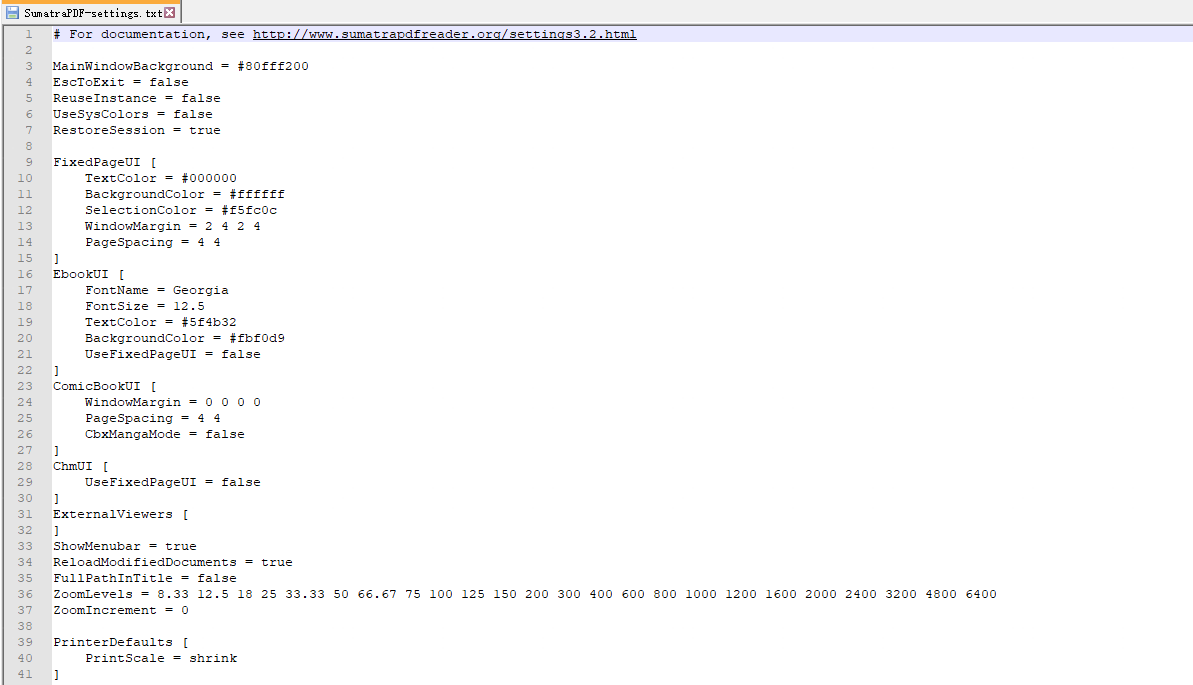 SumatraPDF-settings.txt
1 # For documentation, see http://www.sumatrapdfreader.org/settings3.2.html
2
3 MainWindowBackground = #80fff200
4 EscToExit = false
5 ReuseInstance = false
6 UseSysColors = false
7 RestoreSession = true
8
9 FixedPageUI [
10 TextColor = #000000
11 BackgroundColor = #ffffff
12 SelectionColor = #f5fc0c
13 WindowMargin = 2 4 2 4
14 PageSpacing = 4 4
15 ]
16 EbookUI [
17 FontName = Georgia
18 FontSize = 12.5
19 TextColor = #5f4b32
20 BackgroundColor = #fbf0d9
21 UseFixedPageUI = false
22 ]
23 ComicBookUI [
24 WindowMargin = 0 0 0 0
25 PageSpacing = 4 4
26 CbxMangaMode = false
27 ]
28 ChmUI [
29 UseFixedPageUI = false
30 ]
31 ExternalViewers [
32 ]
33 ShowMenubar = true
34 ReloadModifiedDocuments = true
35 FullPathInTitle = false
36 ZoomLevels = 8.33 12.5 18 25 33.33 50 66.67 75 100 125 150 200 300 400 600 800 1000 1200 1600 2000 2400 3200 4800 6400
37 ZoomIncrement = 0
38
39 PrinterDefaults [
40 PrintScale = shrink
41 ]